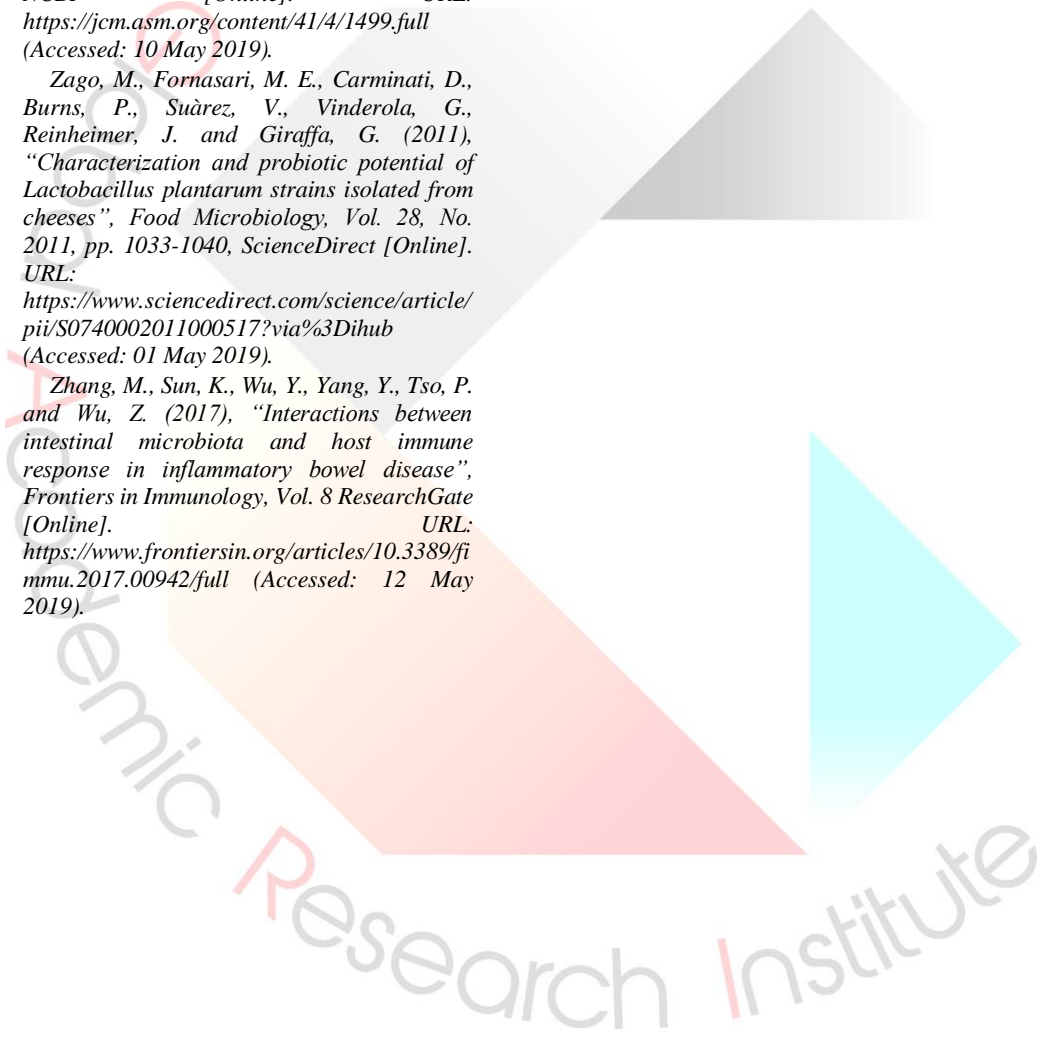 NCBI [Online]. URL:
https://jcm.asm.org/content/41/4/1499.full
(Accessed: 10 May 2019).
Zago, M., Fornasari, M. E., Carminati, D.,
Burns, P., Suàrez, V., Vinderola, G.,
Reinheimer, J. and Giraffa, G. (2011),
“Characterization and probiotic potential of
Lactobacillus plantarum strains isolated from
cheeses”, Food Microbiology, Vol. 28, No.
2011, pp. 1033-1040, ScienceDirect [Online].
URL:
https://www.sciencedirect.com/science/article/
pii/S0740002011000517?via%3Dihub
(Accessed: 01 May 2019).
Zhang, M., Sun, K., Wu, Y., Yang, Y., Tso, P.
and Wu, Z. (2017), “Interactions between
intestinal microbiota and host immune
response in inflammatory bowel disease”,
Frontiers in Immunology, Vol. 8 ResearchGate
[Online]. URL:
https://www.frontiersin.org/articles/10.3389/fi
mmu.2017.00942/full (Accessed: 12 May
2019).
Global Academic Research Institute